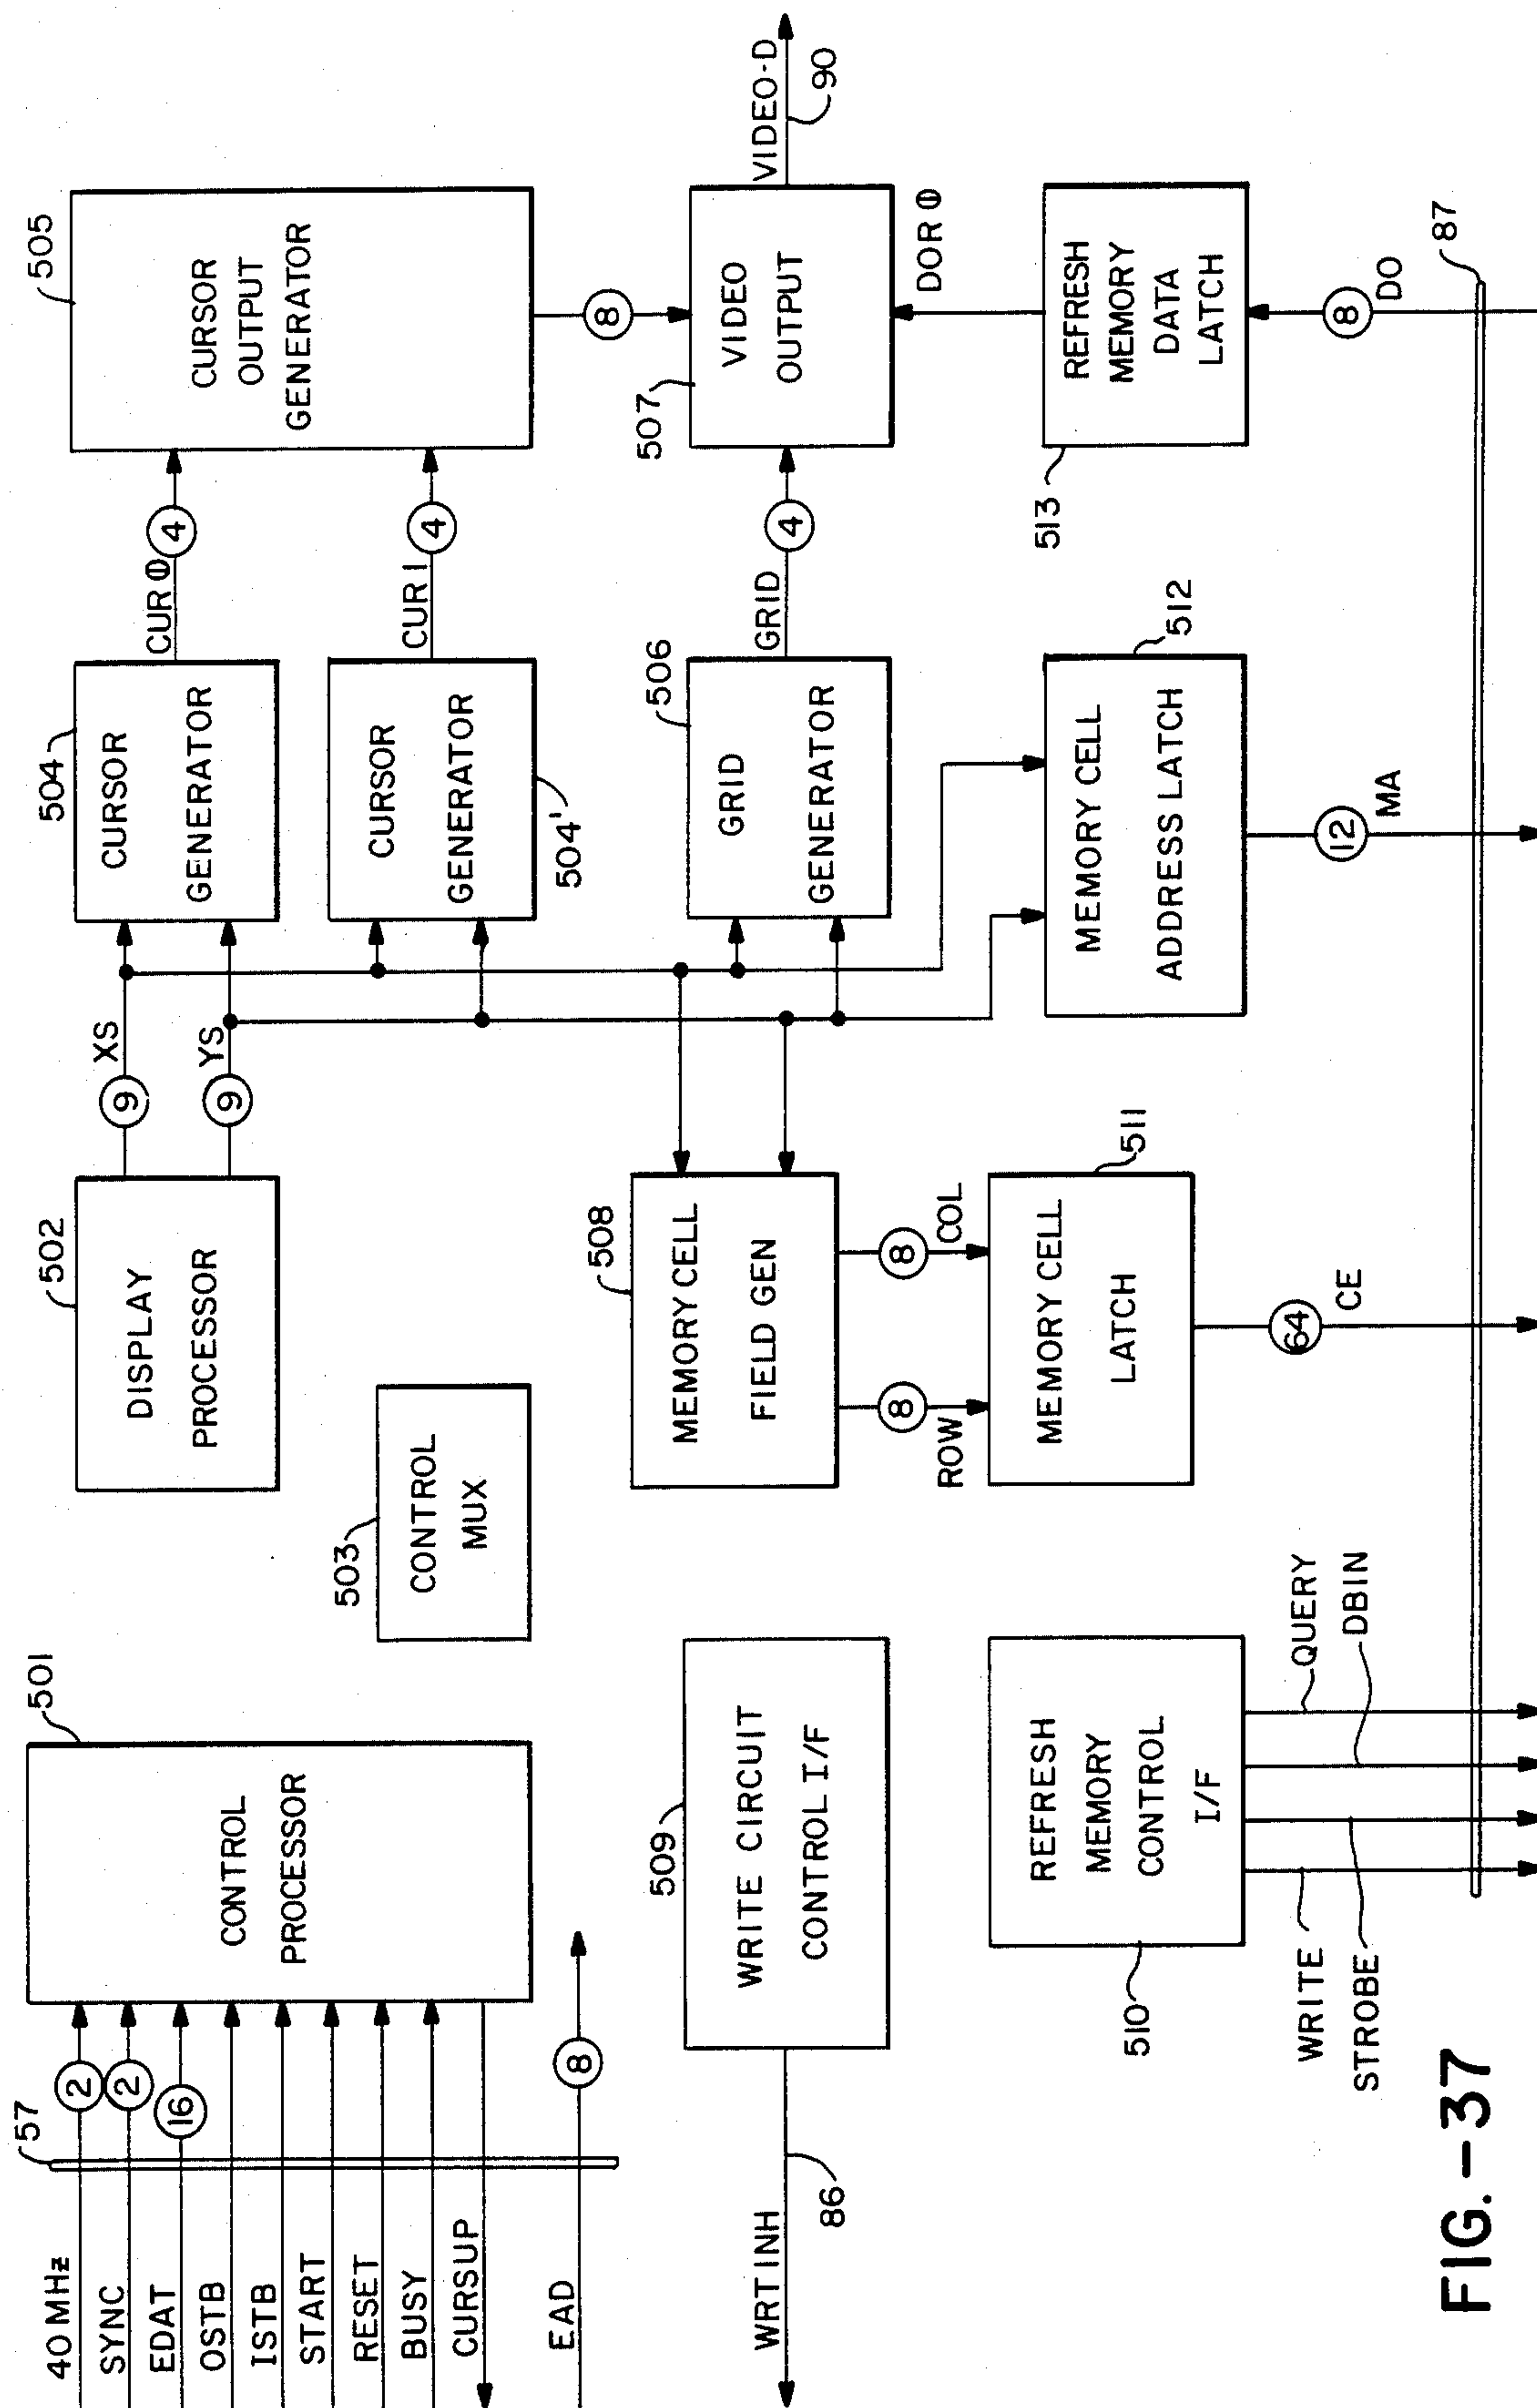 57
40 MHz
2
SYNC
2
EDAT
16
OSTB
ISTB
START
RESET
BUSY
CURSUP
EAD
8
501
CONTROL
PROCESSOR
503
CONTROL
MUX
502
DISPLAY
PROCESSOR
9
XS
9
YS
504
CURSOR
GENERATOR
CUR 0
4
CURSOR
GENERATOR
504'
CUR 1
4
505
CURSOR
OUTPUT
GENERATOR
8
WRT INH
86
509
WRITE CIRCUIT
CONTROL I/F
508
MEMORY CELL
FIELD GEN
8
ROW
8
COL
506
GRID
GENERATOR
GRID
4
507
VIDEO
OUTPUT
VIDEO-D
90
DOR 0
510
REFRESH
MEMORY
CONTROL
I/F
WRITE
STROBE
QUERY
DBIN
511
MEMORY CELL
LATCH
64
CE
512
MEMORY CELL
ADDRESS LATCH
12
MA
513
REFRESH
MEMORY
DATA
LATCH
8
DO
87
FIG.-37